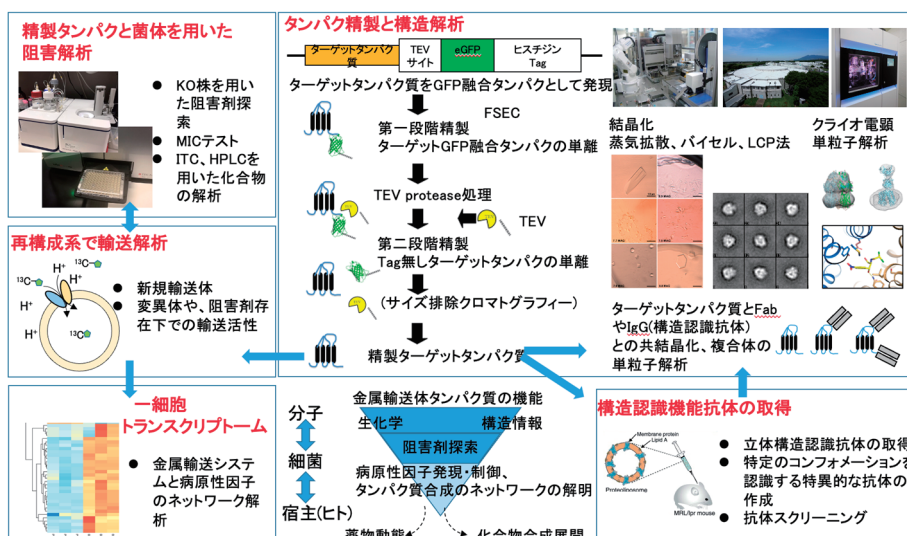 精製タンパクと菌体を用いた
阻害解析
● KO株を用い
た阻害剤探
索
● MICテスト
● ITC、HPLCを
用いた化合物
の解析
再構成系で輸送解析
13C
H+
H+
13C
H+
H+
13C
● 新規輸送体
● 変異体や、阻害剤存
在下での輸送活性
一細胞
トランスクリプトーム
● 金属輸送システ
ムと病原性因子
のネットワーク解
析
タンパク精製と構造解析
ターゲットタンパク
質
TEV
サイト
eGFP
ヒスチジン
Tag
ターゲットタンパク質をGFP融合タンパクとして発現
FSEC
第一段階精製
ターゲットGFP融合タンパクの単離
TEV protease処理
TEV
第二段階精製
Tag無しターゲットタンパクの単離
(サイズ排除クロマトグラフィー)
精製ターゲットタンパク質
結晶化
蒸気拡散、バイセル、LCP法
クライオ電顕
単粒子解析
ターゲットタンパク質とFab
やIgG(構造認識抗体)
との共結晶化、複合体の
単粒子解析
金属輸送体タンパク質の機能
分子
細菌
宿主(ヒト)
生化学
構造情報
阻害剤探索
病原性因子発現・制御、
タンパク質合成のネットワークの解明
薬物動態
化合物合成展開
構造認識機能抗体の取得
Membrane protein
Lipid A
Proteoliposome
MRL/lpr mouse
● 立体構造認識抗体の取得
● 特定のコンフォメーションを
認識する特異的な抗体の
作成
● 抗体スクリーニング